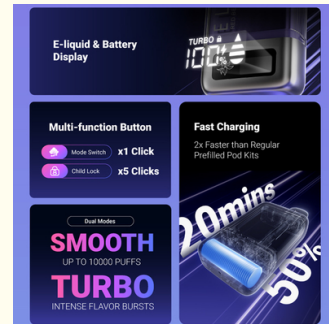 E-liquid & Battery
Display
TURBO
100%
Multi-function Button
Mode Switch x1 Click
Child Lock x5 Clicks
Fast Charging
2x Faster than Regular
Prefilled Pod Kits
20mins
50%
Dual Modes
SMOOTH
UP TO 10000 PUFFS
TURBO
INTENSE FLAVOR BURSTS